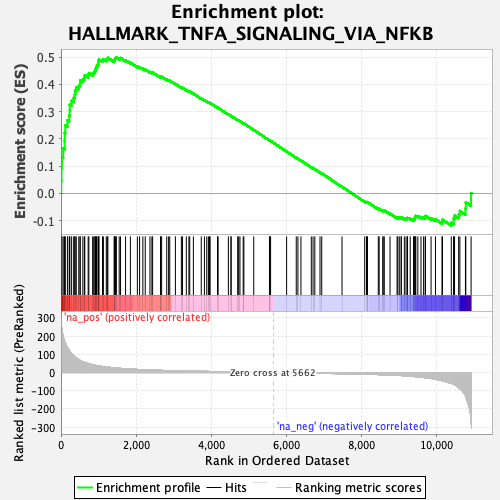 Enrichment plot:
HALLMARK_TNFA_SIGNALING_VIA_NFKB
Enrichment score (ES)
0.5
0.4
0.3
0.2
0.1
0.0
-0.1
Ranked list metric (PreRanked)
300
200
100
0
-100
-200
-300
'na_pos' (positively correlated)
Zero cross at 5662
'na_neg' (negatively correlated)
0
2,000
4,000
6,000
8,000
10,000
Rank in Ordered Dataset
Enrichment profile
Hits
Ranking metric scores